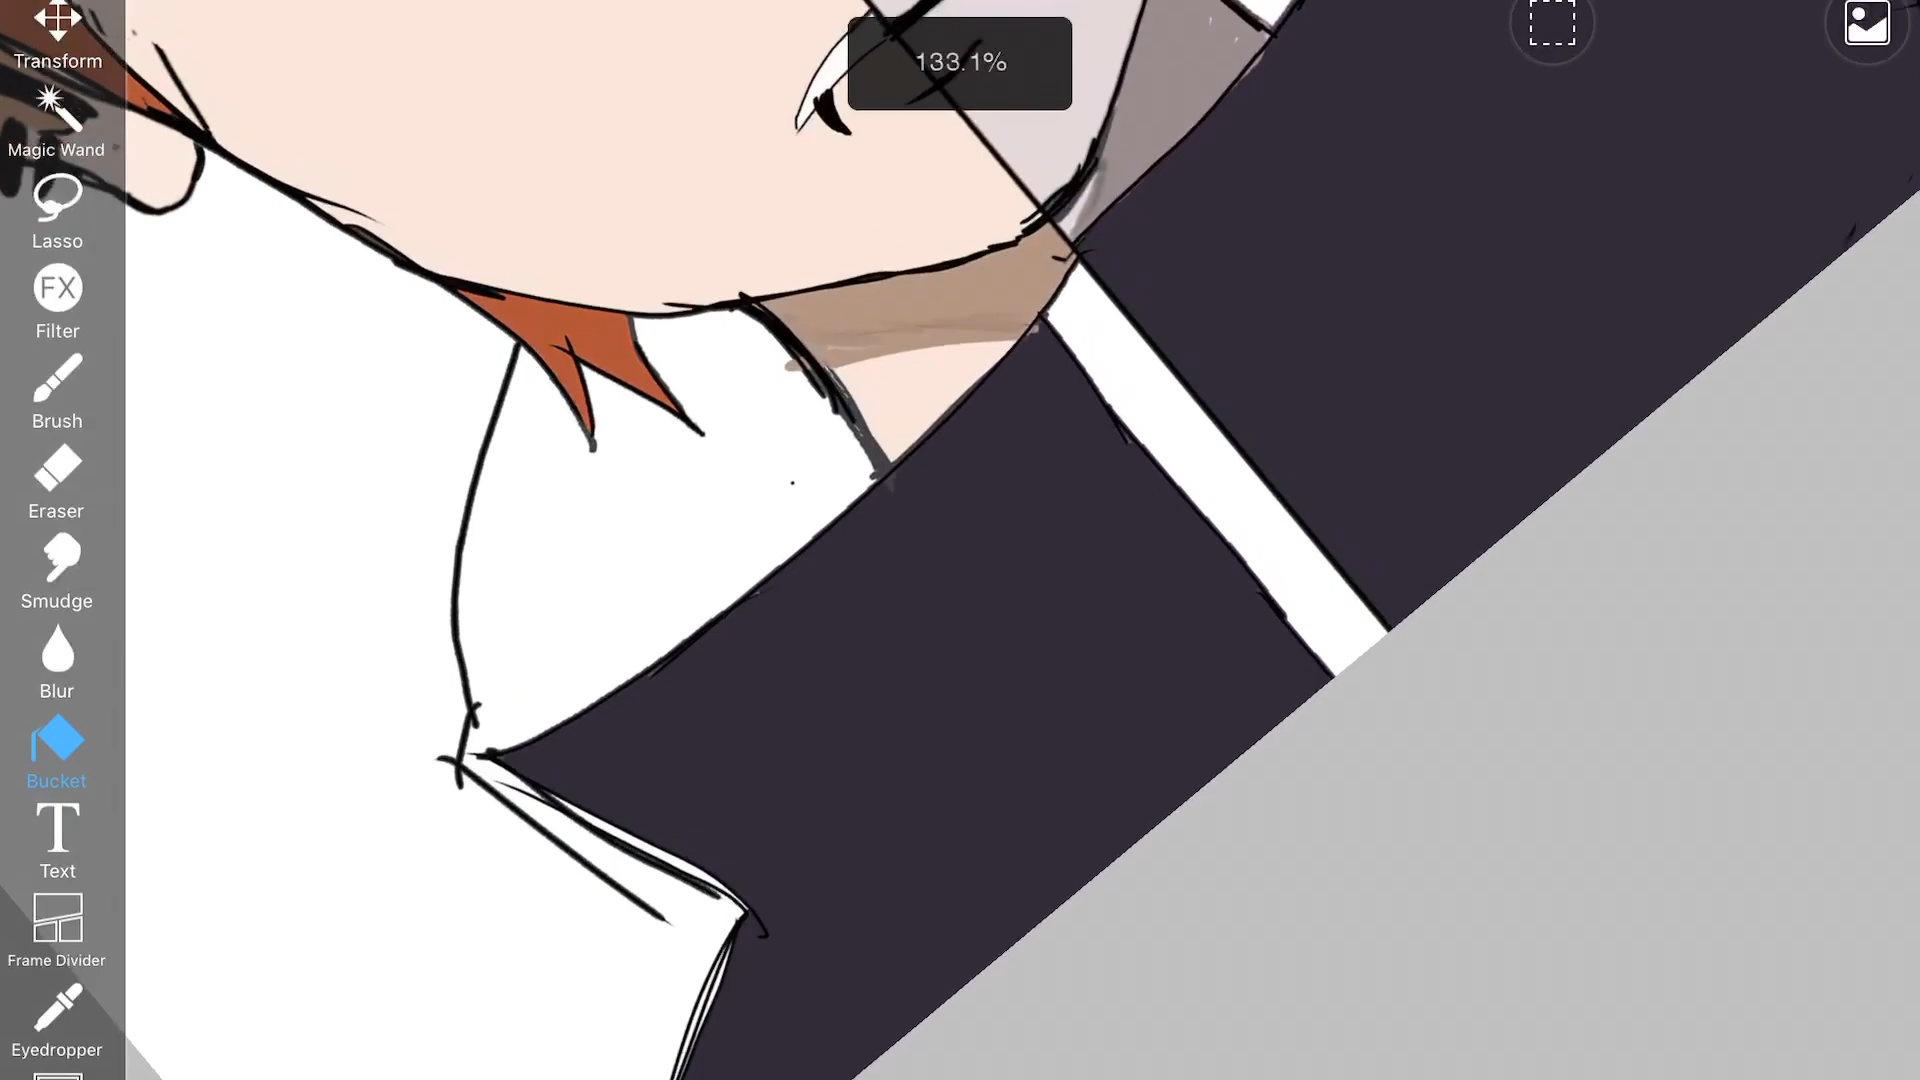 Transform
133.1%
Magic Wand
Lasso
FX
Filter
Brush
Eraser
Smudge
Blur
Bucket
T
Text
Frame Divider
Eyedropper